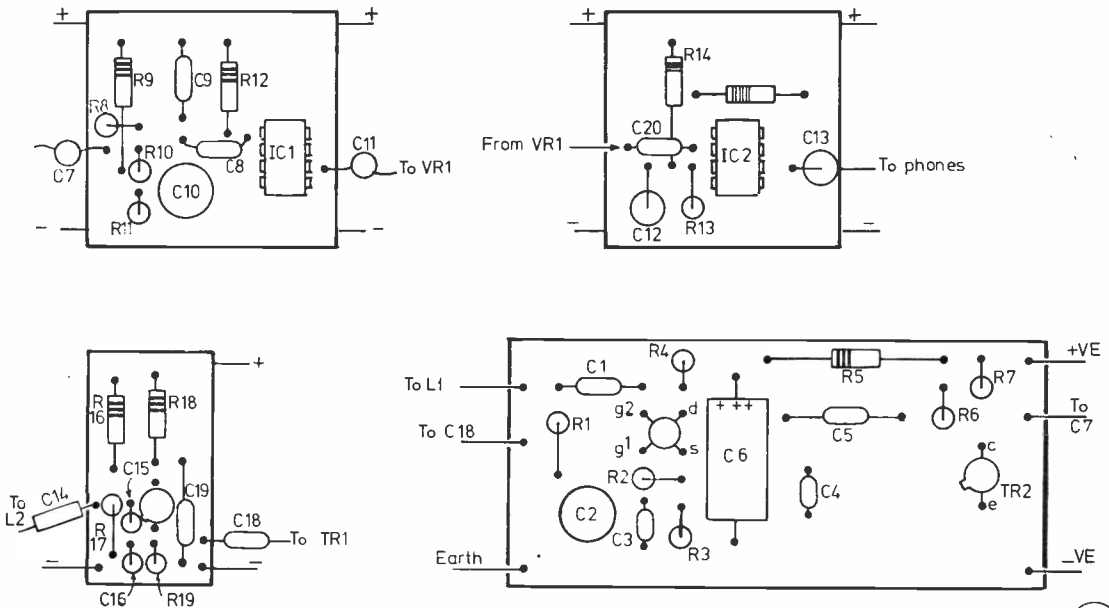 + +
R9 C9 R12
R8
C7 R10 C8 IC1 C11
To VR1
C10
R11
- -
+ +
R14
C20
From VR1
IC2
C13
To phones
C12 R13
- -
+
R16 R18
C15
C14 C19
To L2
R17
C18
To TR1
- -
C16 R19
R4
R5
+VE
To L1
C1
R7
g2 d
R1
To C18
C5
R6
To C7
g1 s
C6
+ ++
R2
c
TR2
C4
e
C2
C3
R3
Earth
-VE